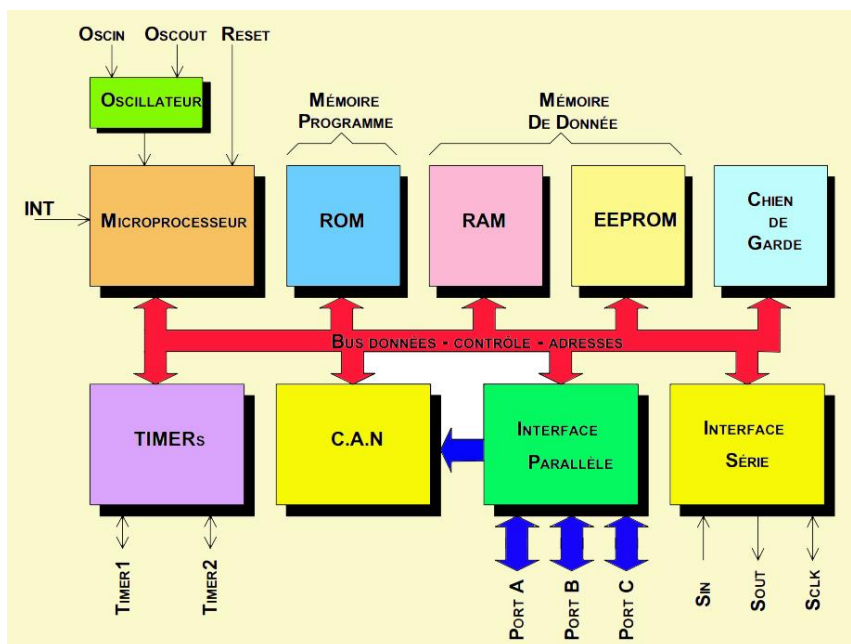 OSCIN OSCOUT RESET
OSCILLATEUR
MÉMOIRE
PROGRAMME
MÉMOIRE
DE DONNÉE
INT
MICROPROCESSEUR
ROM
RAM
EEPROM
CHIEN
DE
GARDE
BUS DONNÉES - CONTRÔLE - ADRESSES
TIMERS
C.A.N
INTERFACE
PARALLÈLE
INTERFACE
SÉRIE
TIMER1
TIMER2
PORT A
PORT B
PORT C
SIN
SOUT
SCLK